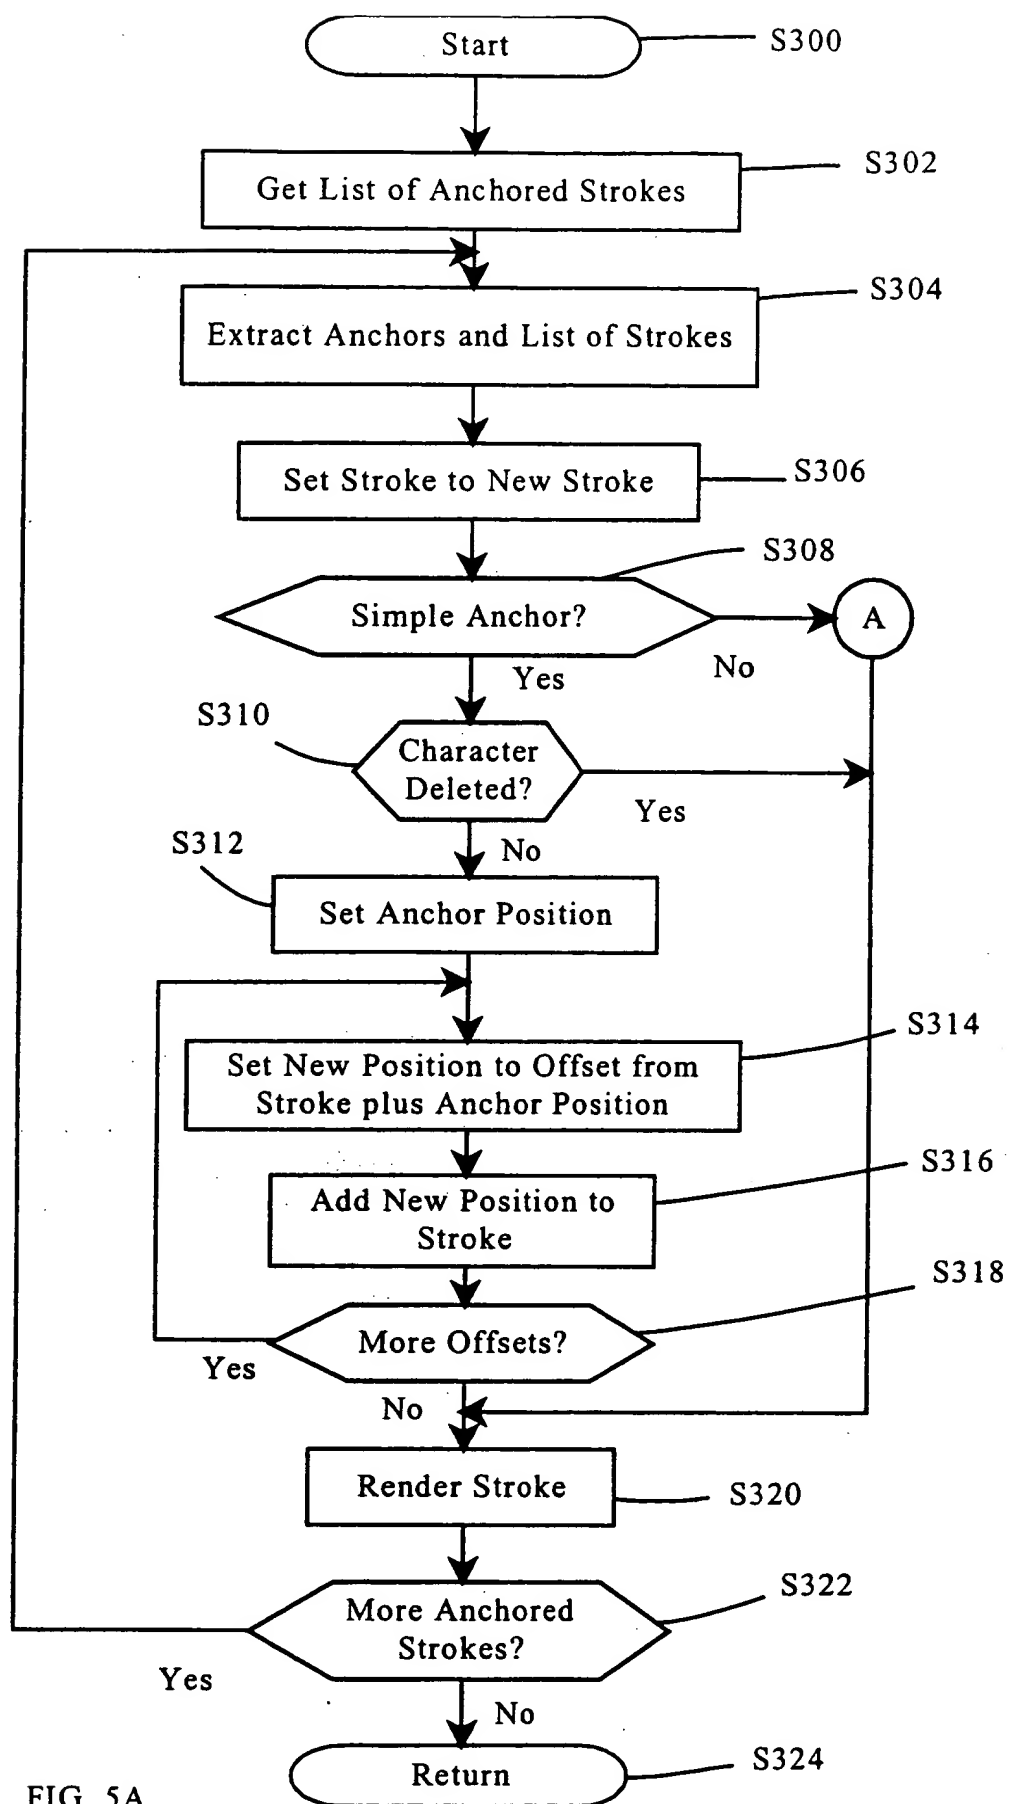 Start
S300
Get List of Anchored Strokes
S302
Extract Anchors and List of Strokes
S304
Set Stroke to New Stroke
S306
S308
Simple Anchor?
A
Yes
No
S310
Character
Deleted?
Yes
S312
No
Set Anchor Position
S314
Set New Position to Offset from
Stroke plus Anchor Position
S316
Add New Position to
Stroke
S318
More Offsets?
Yes
No
Render Stroke
S320
S322
More Anchored
Strokes?
Yes
No
Return
S324
FIG. 5A